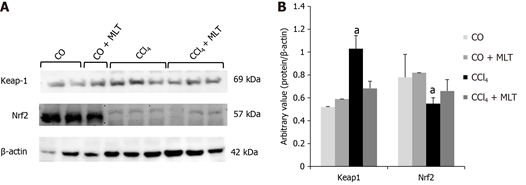 A
CO
CO + MLT
CCl₄
CCl₄ + MLT
Keap-1
69 kDa
Nrf2
57 kDa
β-actin
42 kDa
B
Arbitrary value (protein/β-actin)
1.4
1.2
1
0.8
0.6
0.4
0.2
0
a
a
Keap1
Nrf2
CO
CO + MLT
CCl₄
CCl₄ + MLT